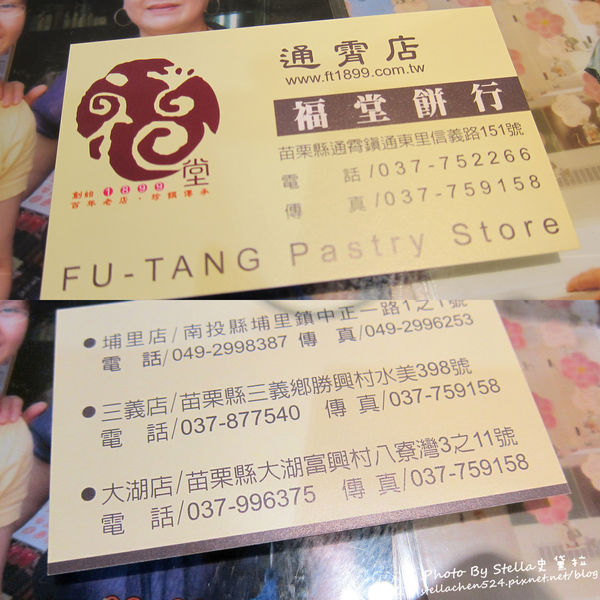 通霄店
www.ft1899.com.tw
福堂餅行
堂
創始1899
百年老店・珍饌傳承
苗栗縣通霄鎮通東里信義路151號
電 話/037-752266
傳 真/037-759158
FU-TANG Pastry Store
●埔里店/南投縣埔里鎮中正一路1之1號
電 話/049-2998387 傳 真/049-2996253
●三義店/苗栗縣三義鄉勝興村水美398號
電 話/037-877540 傳 真/037-759158
●大湖店/苗栗縣大湖富興村八寮灣3之11號
電 話/037-996375 傳 真/037-759158
Photo By Stella史黛拉
stellachen524.pixnet.net/blog